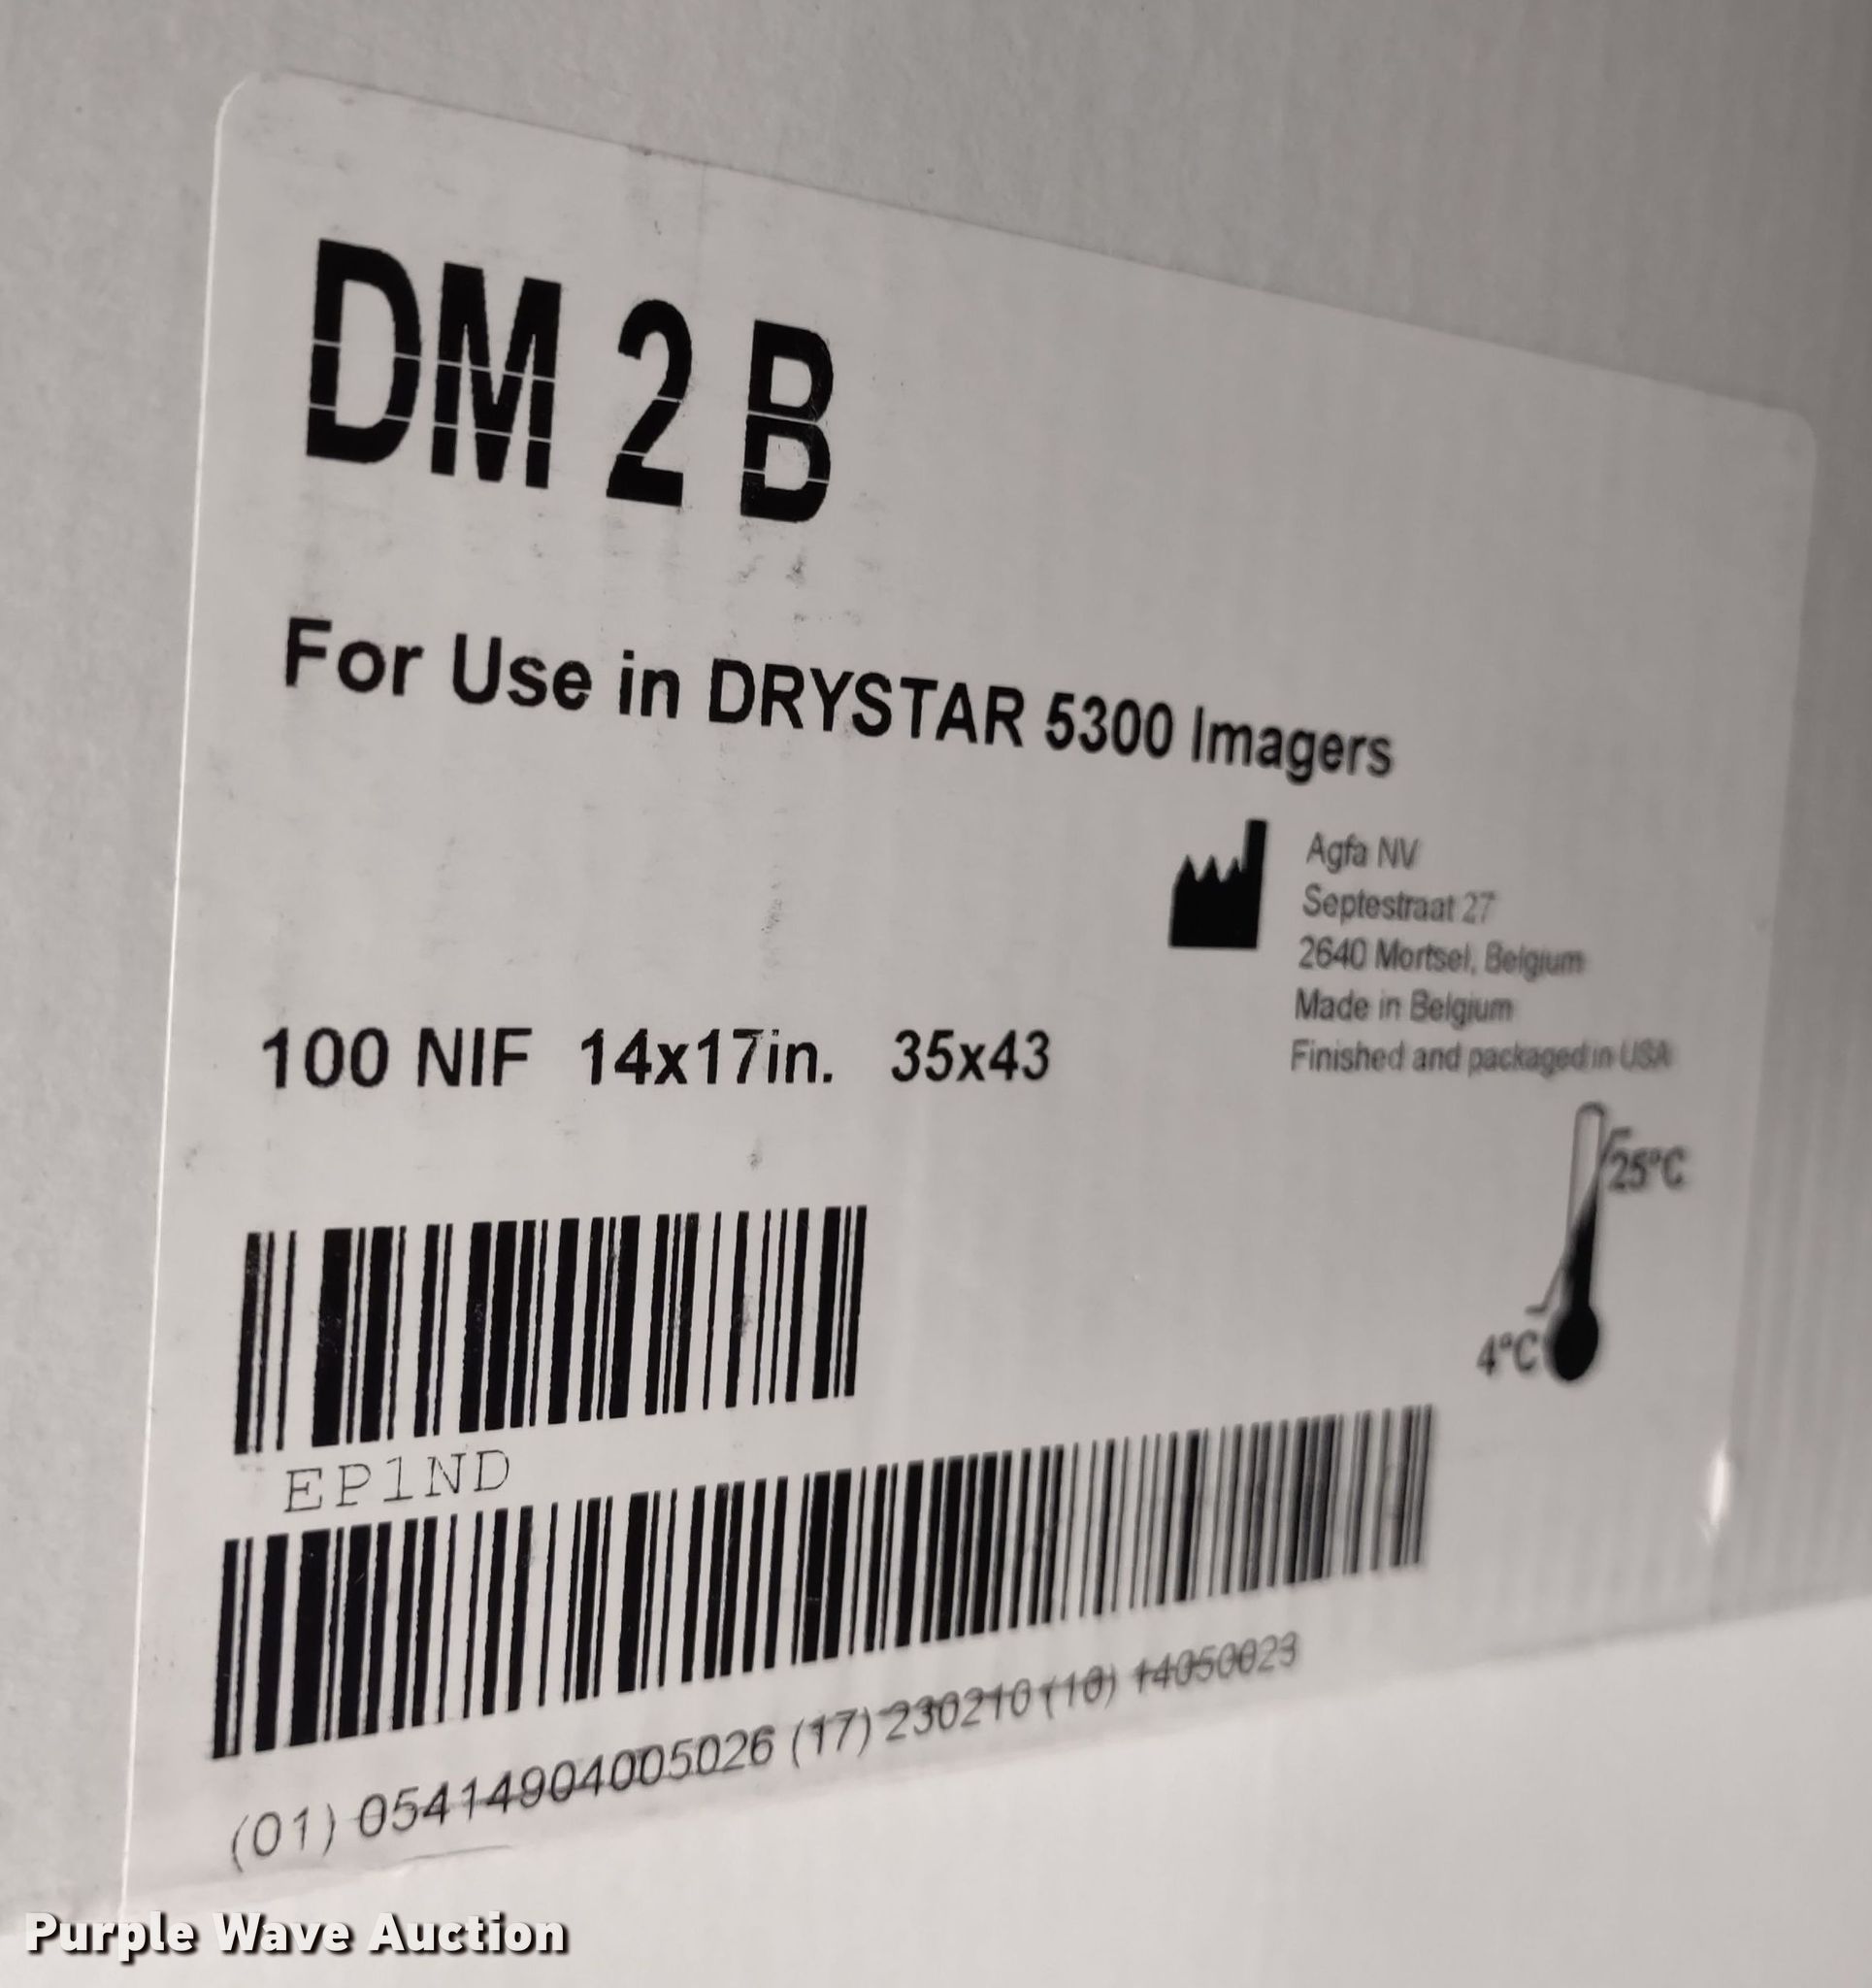 DM 2 B
For Use in DRYSTAR 5300 Imagers
Agfa NV
Septestraat 27
2640 Mortsel, Belgium
Made in Belgium
Finished and packaged in USA
100 NIF 14x17in. 35x43
25°C
4°C
EP1ND
(01) 05414904005026 (17) 230210 (10) 14050023
Purple Wave Auction